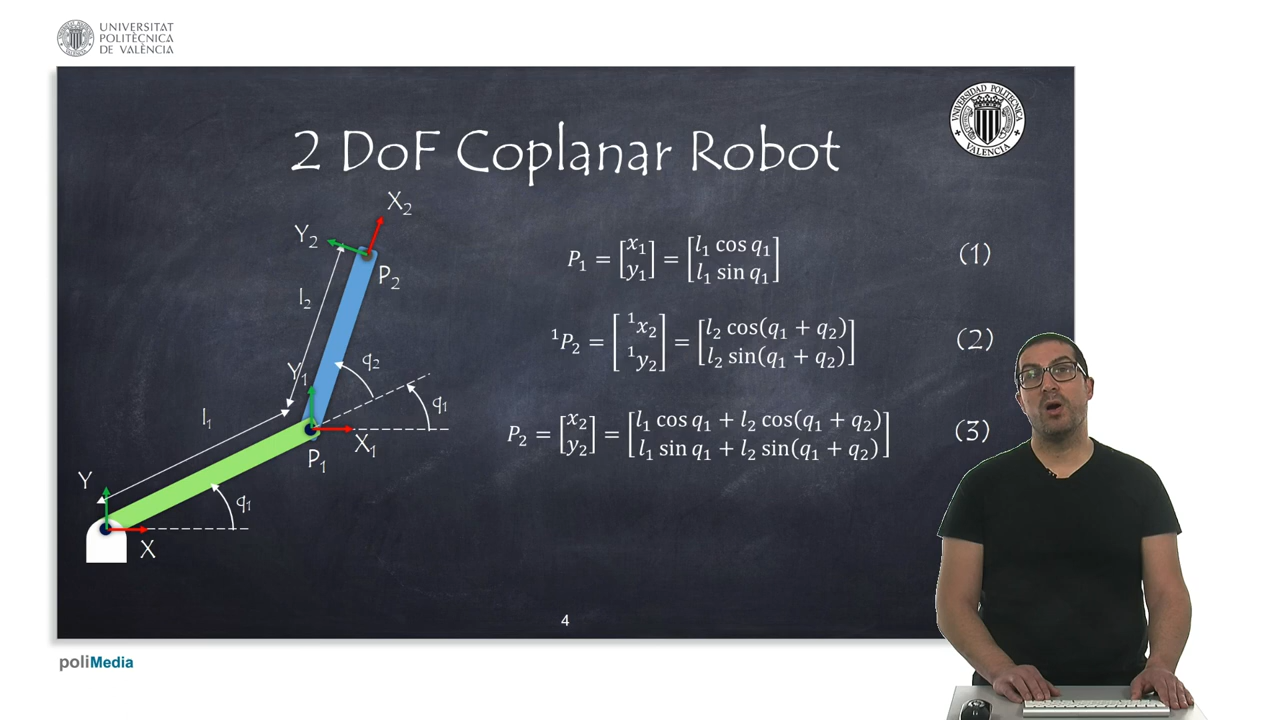 UNIVERSITAT
POLITÈCNICA
DE VALÈNCIA
UNIVERSIDAD POLITECNICA
VALENCIA
2 DoF Coplanar Robot
X₂
Y₂
P₂
l₂
Y₁
q₂
q₁
l₁
X₁
P₁
Y
q₁
X
P₁ = [x₁ y₁] = [l₁ cos q₁ l₁ sin q₁] (1)
¹P₂ = [¹x₂ ¹y₂] = [l₂ cos(q₁ + q₂) l₂ sin(q₁ + q₂)] (2)
P₂ = [x₂ y₂] = [l₁ cos q₁ + l₂ cos(q₁ + q₂) l₁ sin q₁ + l₂ sin(q₁ + q₂)] (3)
4
poliMedia